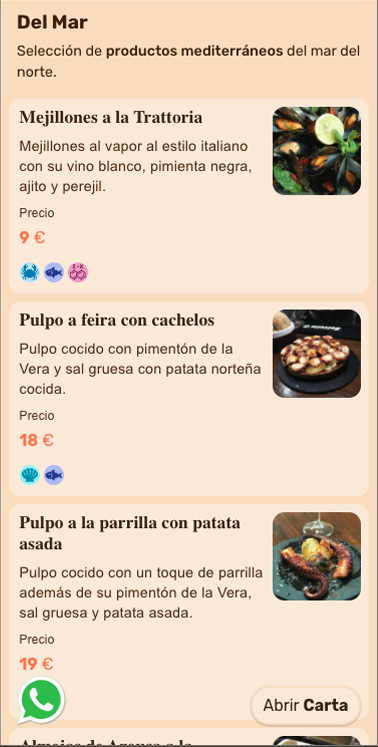 Del Mar
Selección de productos mediterráneos del mar del
norte.
Mejillones a la Trattoria
Mejillones al vapor al estilo italiano
con su vino blanco, pimienta negra,
ajito y perejil.
Precio
9 €
Pulpo a feira con cachelos
Pulpo cocido con pimentón de la
Vera y sal gruesa con patata norteña
cocida.
Precio
18 €
Pulpo a la parrilla con patata
asada
Pulpo cocido con un toque de parrilla
además de su pimentón de la Vera,
sal gruesa y patata asada.
Precio
19 €
Abrir Carta
Almejas de Arousa a la